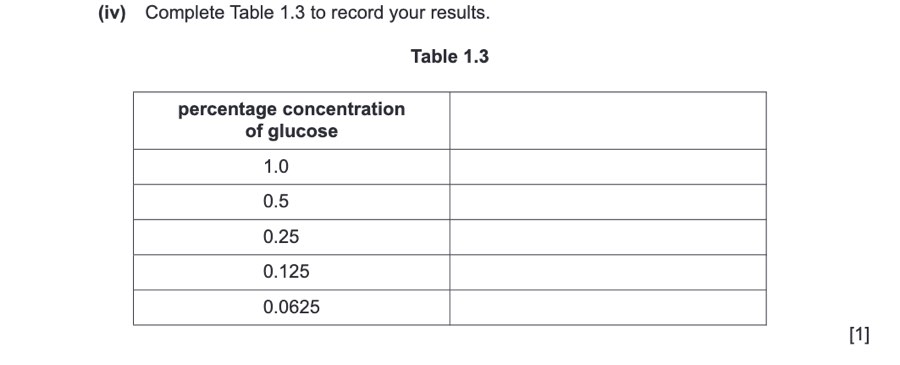 (iv) Complete Table 1.3 to record your results.
Table 1.3
percentage concentration
of glucose
1.0
0.5
0.25
0.125
0.0625
[1]